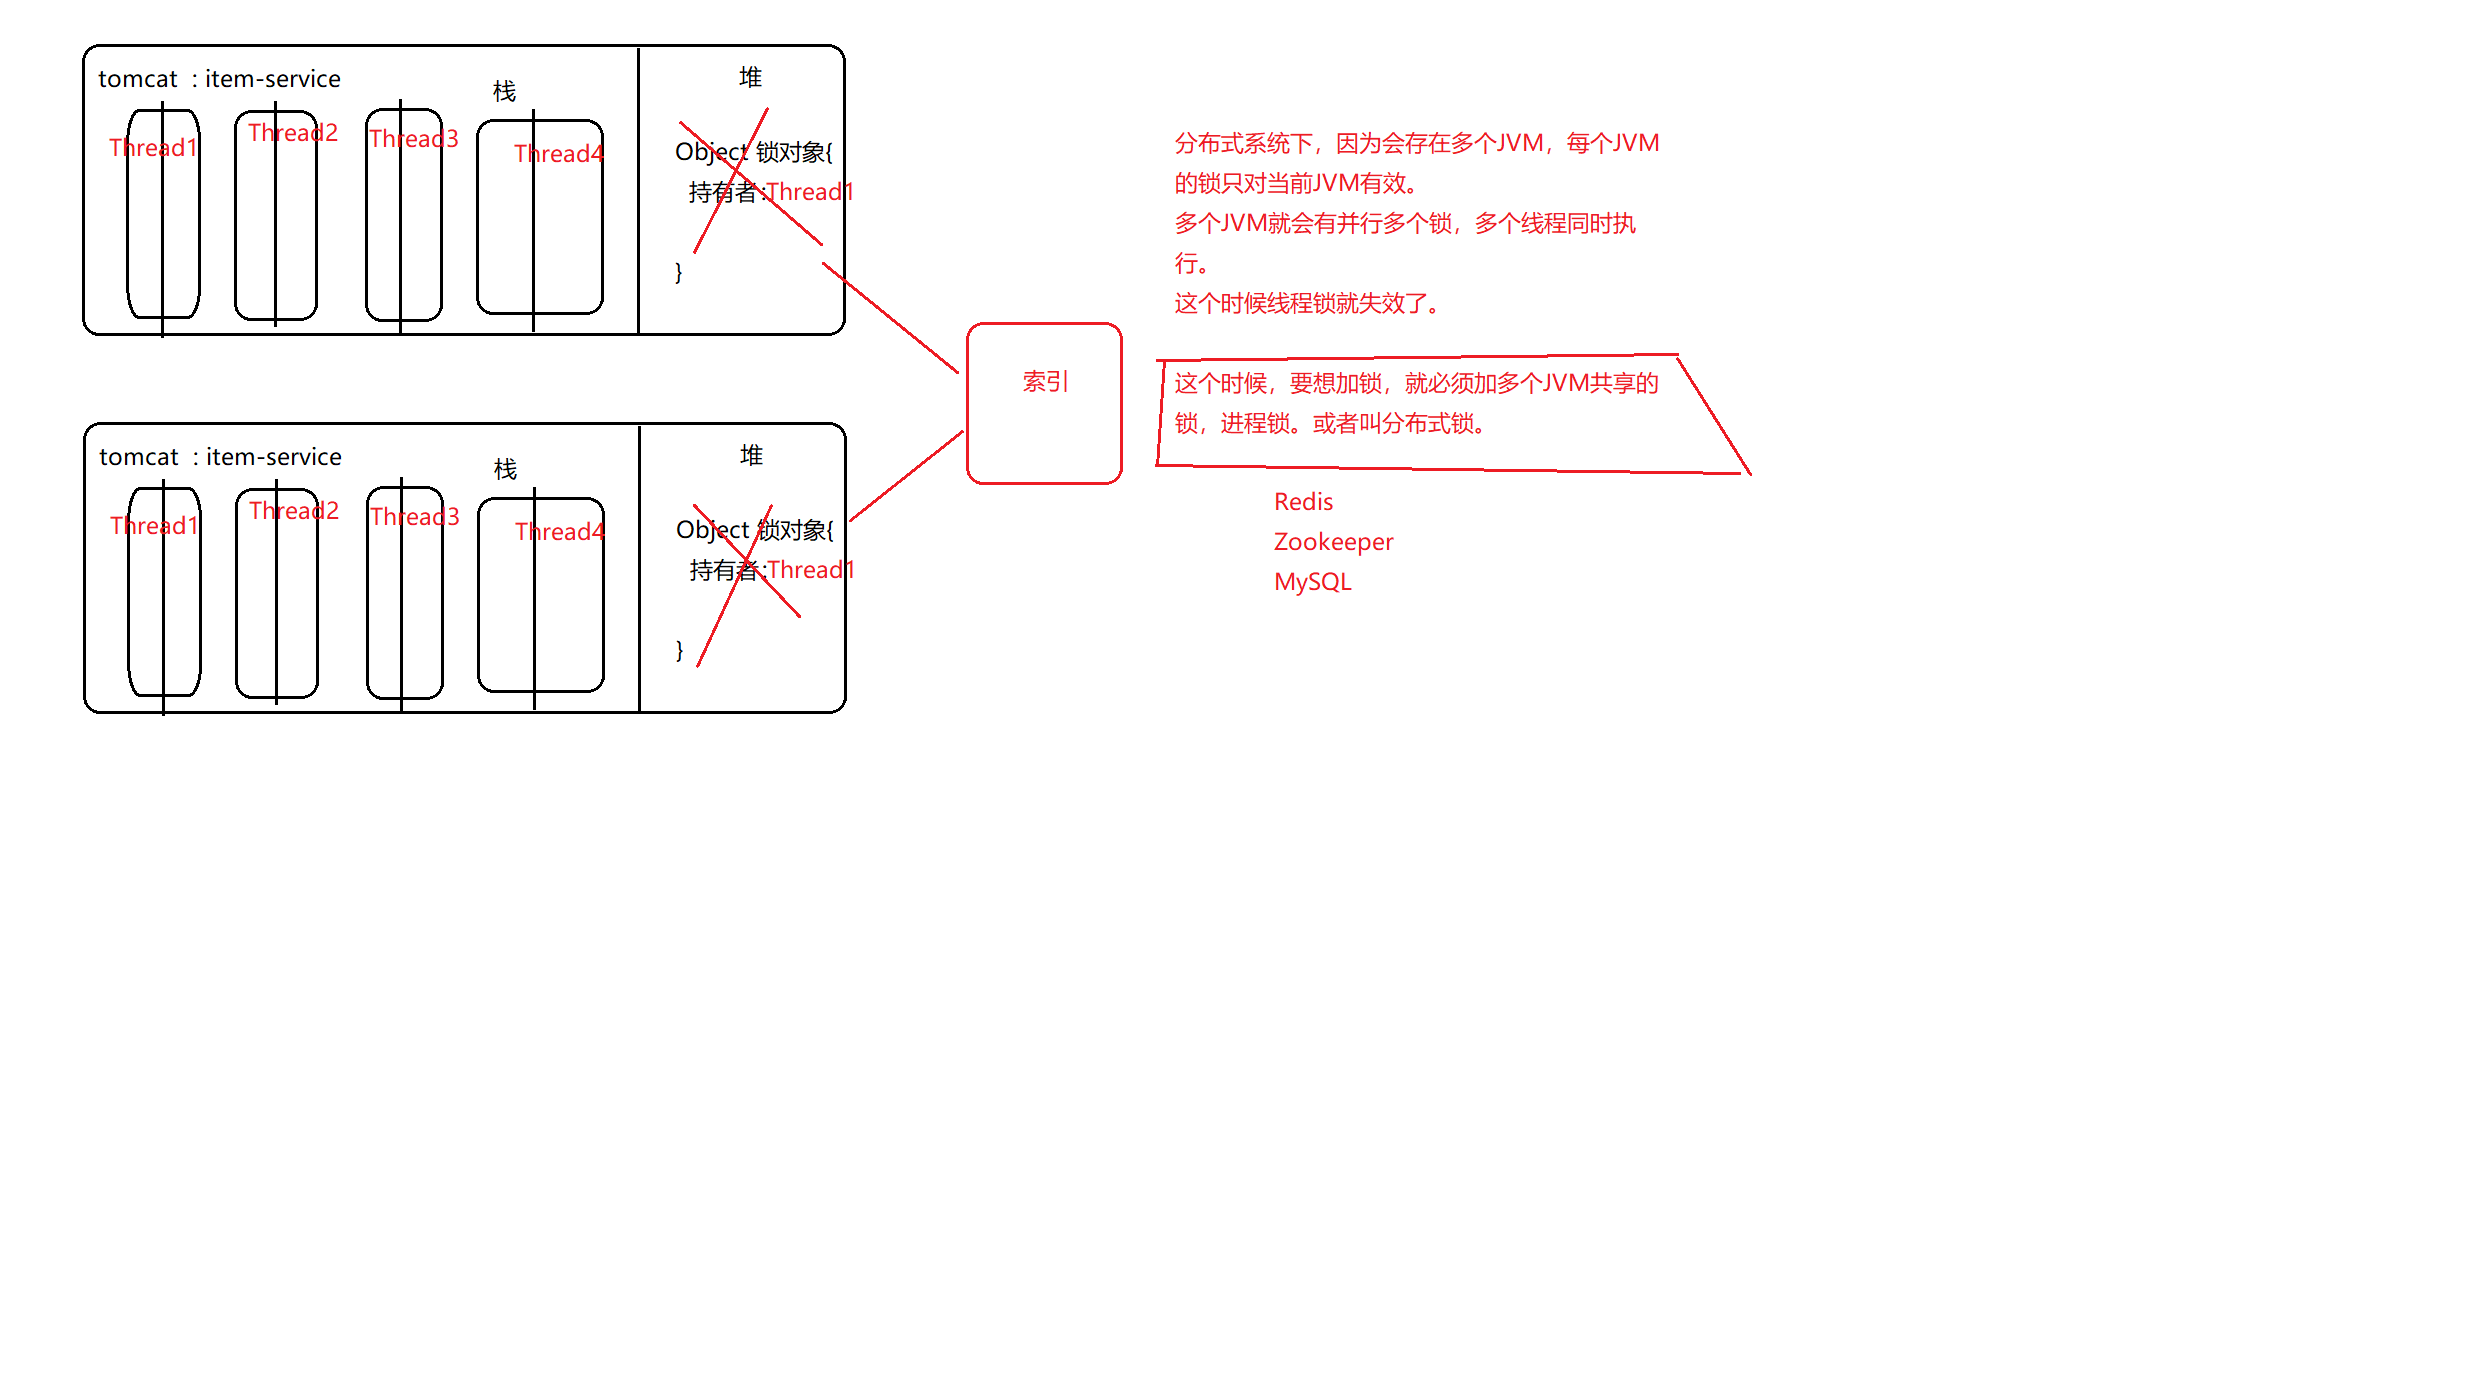 tomcat : item-service
栈
堆
Thread1
Thread2
Thread3
Thread4
Object 锁对象{
持有者:Thread1
}
tomcat : item-service
栈
堆
Thread1
Thread2
Thread3
Thread4
Object 锁对象{
持有者:Thread1
}
索引
分布式系统下，因为会存在多个JVM，每个JVM
的锁只对当前JVM有效。
多个JVM就会有并行多个锁，多个线程同时执
行。
这个时候线程锁就失效了。
这个时候，要想加锁，就必须加多个JVM共享的
锁，进程锁。或者叫分布式锁。
Redis
Zookeeper
MySQL